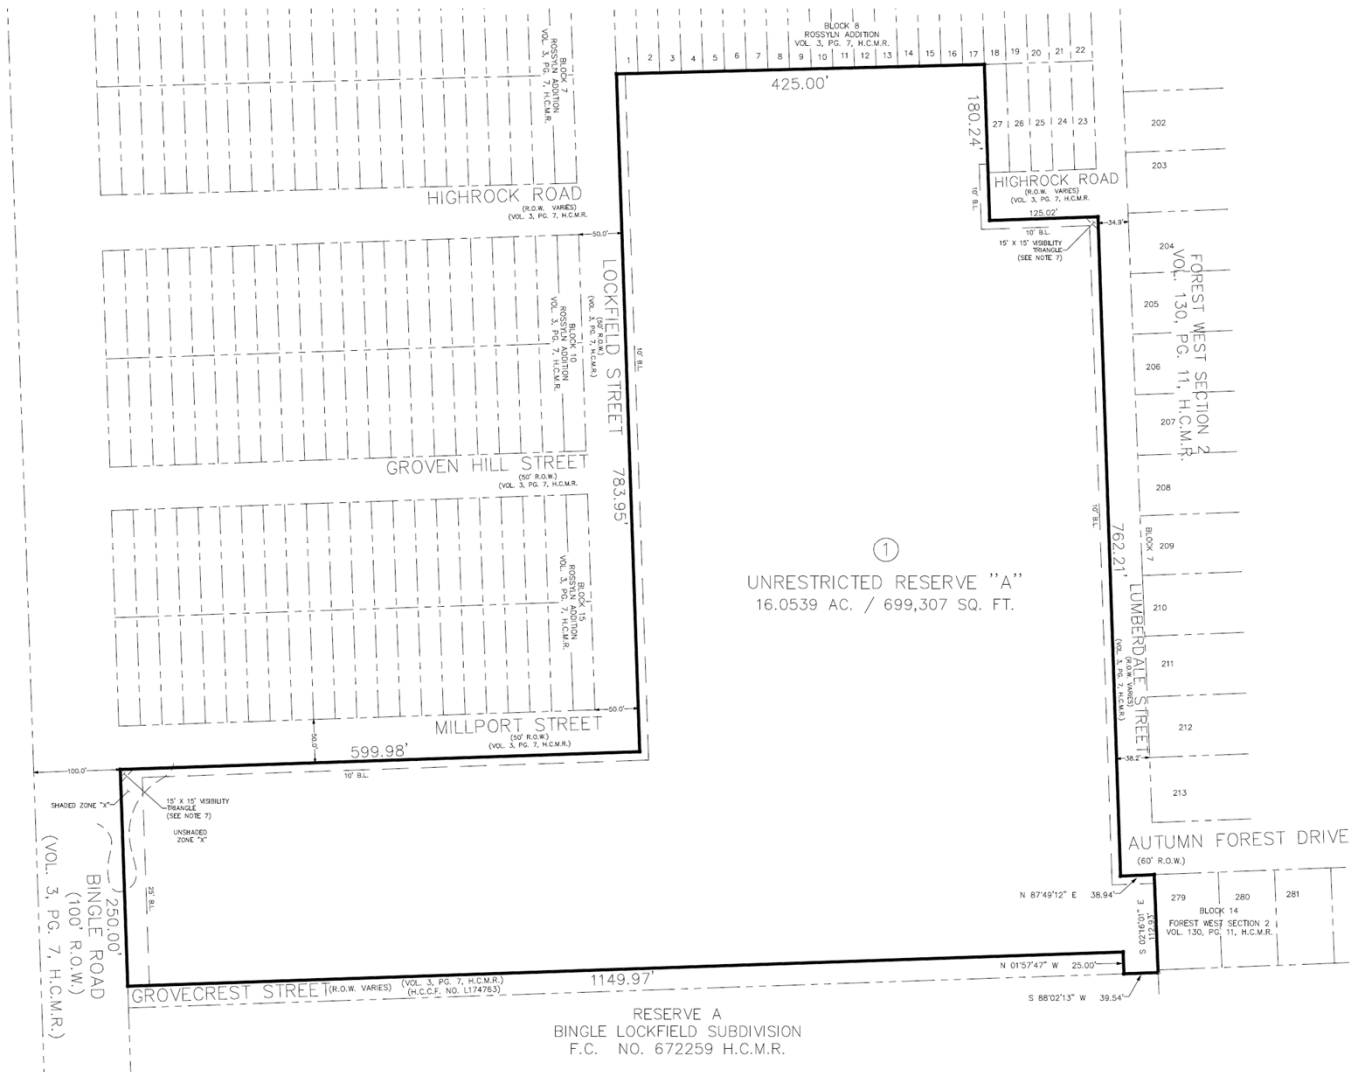 BLOCK 8
ROSSYLN ADDITION
VOL. 3, PG. 7, H.C.M.R.
1 2 3 4 5 6 7 8 9 10 11 12 13 14 15 16 17 18 19 20 21 22
27 26 25 24 23
425.00'
180.24'
BLOCK 7
ROSSYLN ADDITION
VOL. 3, PG. 7, H.C.M.R.
HIGHROCK ROAD
(R.O.W. VARIES)
(VOL. 3, PG. 7, H.C.M.R.
50.0'
HIGHROCK ROAD
(R.O.W. VARIES)
(VOL. 3, PG. 7, H.C.M.R.
125.02'
10' B.L.
10' B.L.
15' X 15' VISIBILITY
TRIANGLE
(SEE NOTE 7)
34.9'
202
203
204
205
206
207
208
209
210
211
212
213
FOREST WEST SECTION 2
VOL. 130, PG. 11, H.C.M.R.
BLOCK 7
LOCKFIELD STREET
(50' R.O.W.)
(VOL. 3, PG. 7, H.C.M.R.)
783.95'
10' B.L.
BLOCK 10
ROSSYLN ADDITION
VOL. 3, PG. 7, H.C.M.R.
GROVEN HILL STREET
(50' R.O.W.)
(VOL. 3, PG. 7, H.C.M.R.
BLOCK 15
ROSSYLN ADDITION
VOL. 3, PG. 7, H.C.M.R.
1
UNRESTRICTED RESERVE "A"
16.0539 AC. / 699,307 SQ. FT.
10' B.L.
762.21'
LUMBERDALE STREET
(R.O.W. VARIES)
(VOL. 3, PG. 7, H.C.M.R.)
38.2'
50.0'
MILLPORT STREET
(50' R.O.W.)
(VOL. 3, PG. 7, H.C.M.R.)
50.0'
599.98'
10' B.L.
100.0'
SHADED ZONE "X"
15' X 15' VISIBILITY
TRIANGLE
(SEE NOTE 7)
UNSHADED
ZONE "X"
25' B.L.
250.00'
BINGLE ROAD
(100' R.O.W.)
(VOL. 3, PG. 7, H.C.M.R.)
AUTUMN FOREST DRIVE
(60' R.O.W.)
N 87°49'12" E 38.94'
279 280 281
BLOCK 14
FOREST WEST SECTION 2
VOL. 130, PG. 11, H.C.M.R.
N 01°57'47" W 25.00'
S 88°02'13" W 39.54'
1149.97'
GROVECREST STREET (R.O.W. VARIES) (VOL. 3, PG. 7, H.C.M.R.)
(H.C.C.F. NO. L174763)
RESERVE A
BINGLE LOCKFIELD SUBDIVISION
F.C. NO. 672259 H.C.M.R.